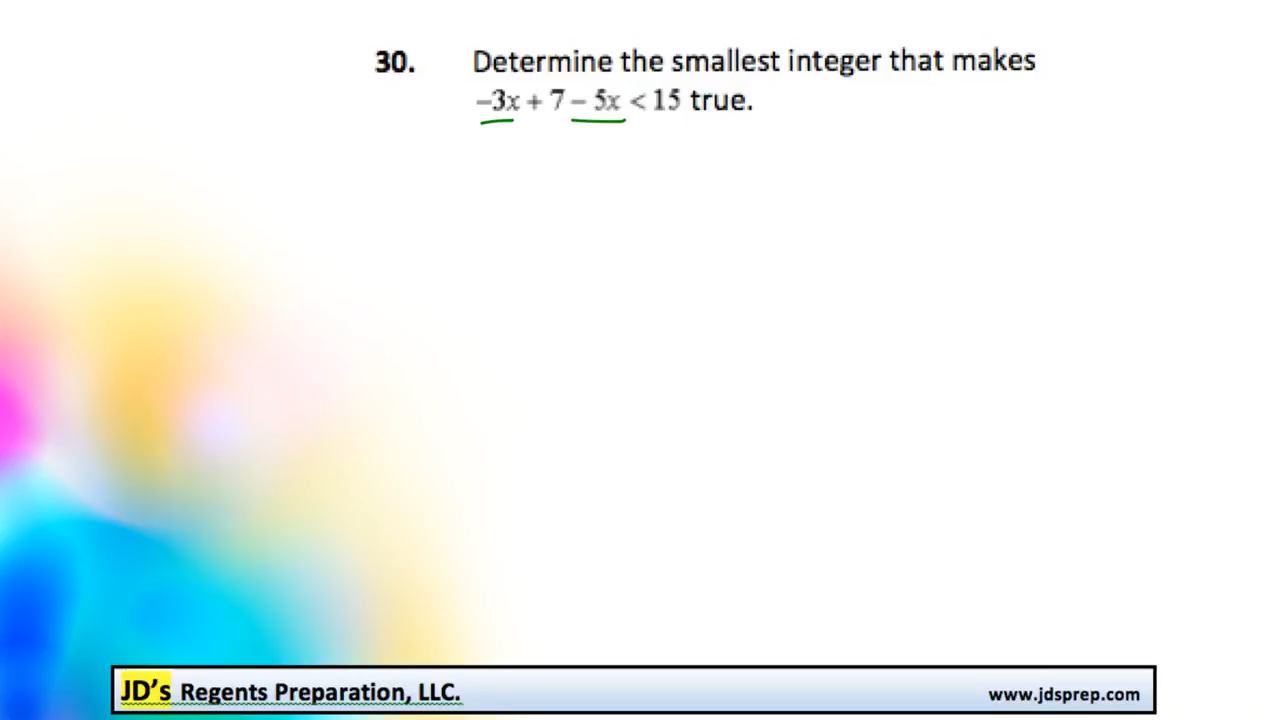 30. Determine the smallest integer that makes
−3x + 7 − 5x < 15 true.
JD’s Regents Preparation, LLC. www.jdsprep.com